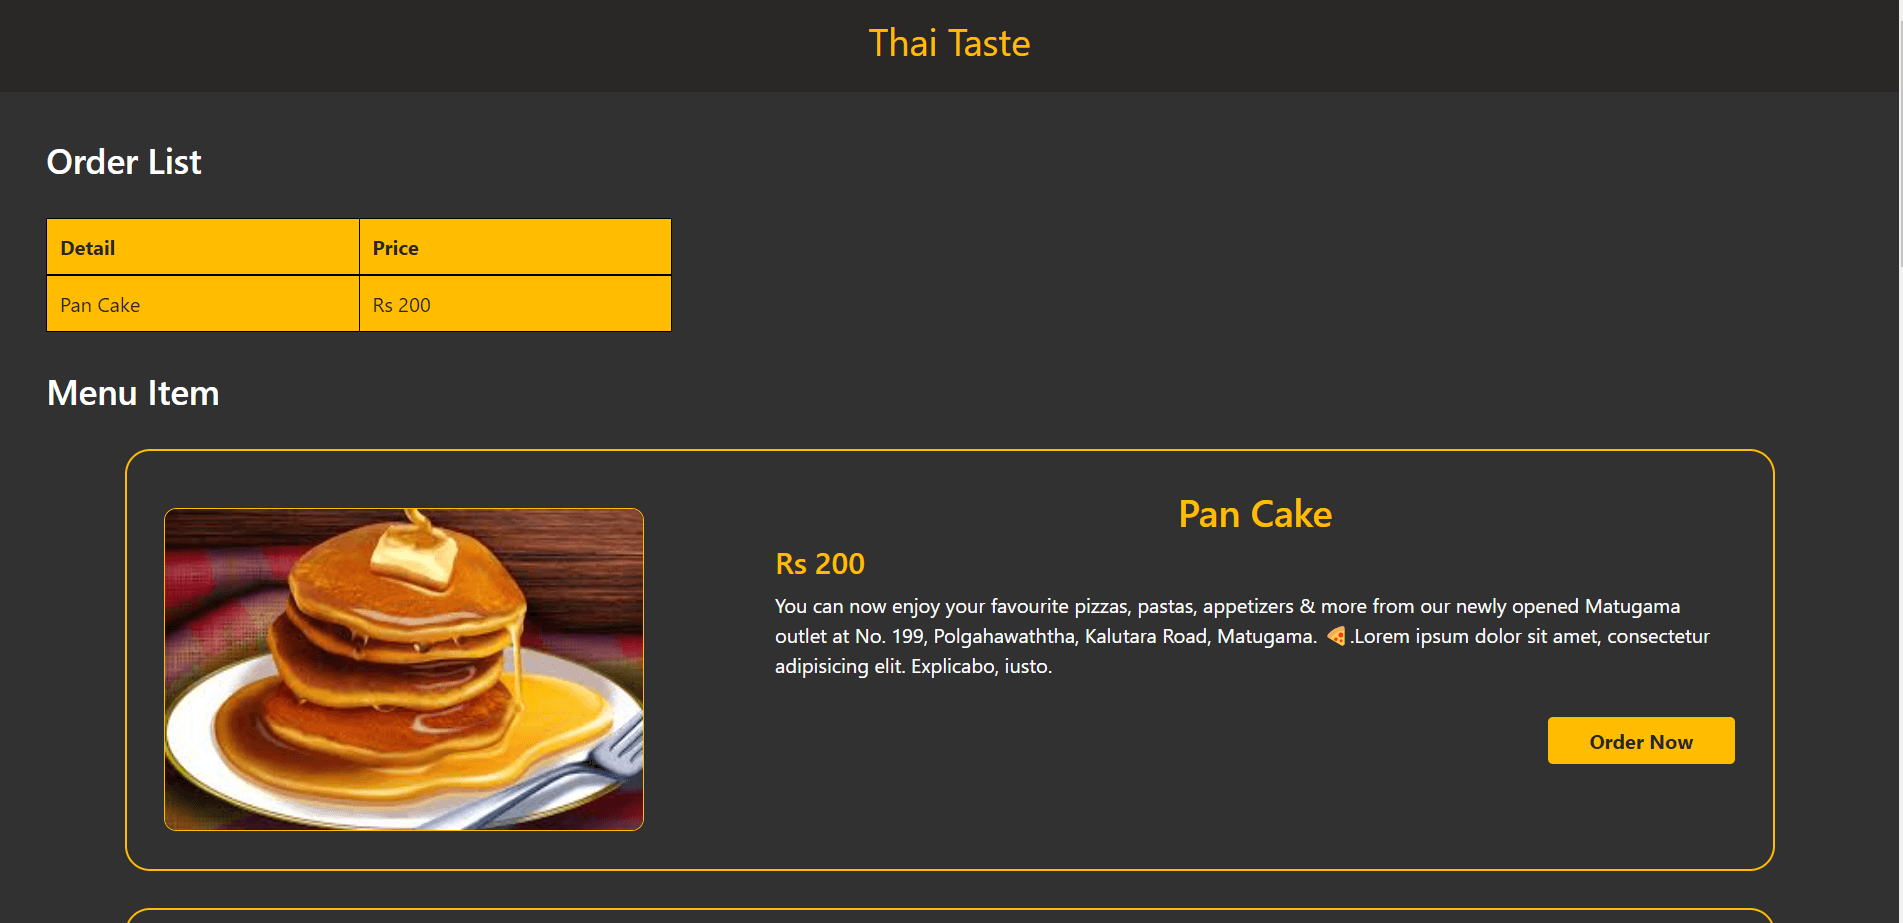 Thai Taste
Order List
Detail Price
Pan Cake Rs 200
Menu Item
Pan Cake
Rs 200
You can now enjoy your favourite pizzas, pastas, appetizers & more from our newly opened Matugama
outlet at No. 199, Polgahawaththa, Kalutara Road, Matugama. 🍕.Lorem ipsum dolor sit amet, consectetur
adipisicing elit. Explicabo, iusto.
Order Now